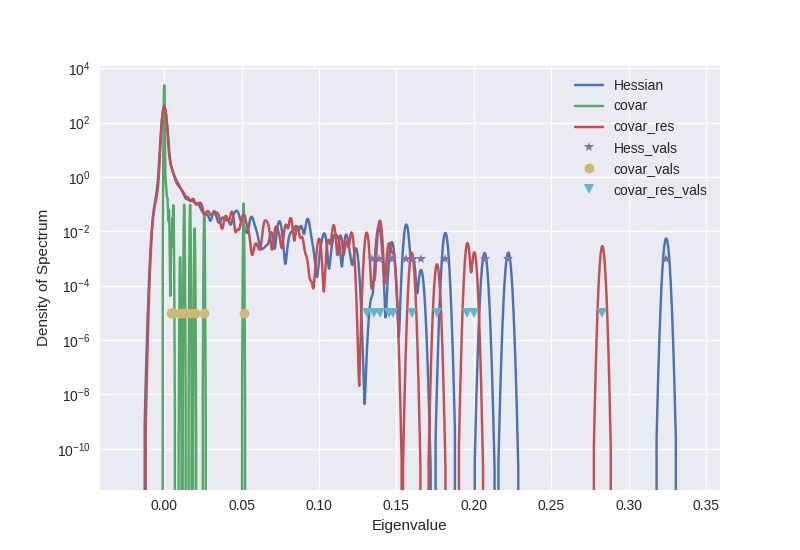 10^4
10^2
10^0
10^−2
10^−4
10^−6
10^−8
10^−10
Density of Spectrum
Hessian
covar
covar_res
Hess_vals
covar_vals
covar_res_vals
0.00 0.05 0.10 0.15 0.20 0.25 0.30 0.35
Eigenvalue